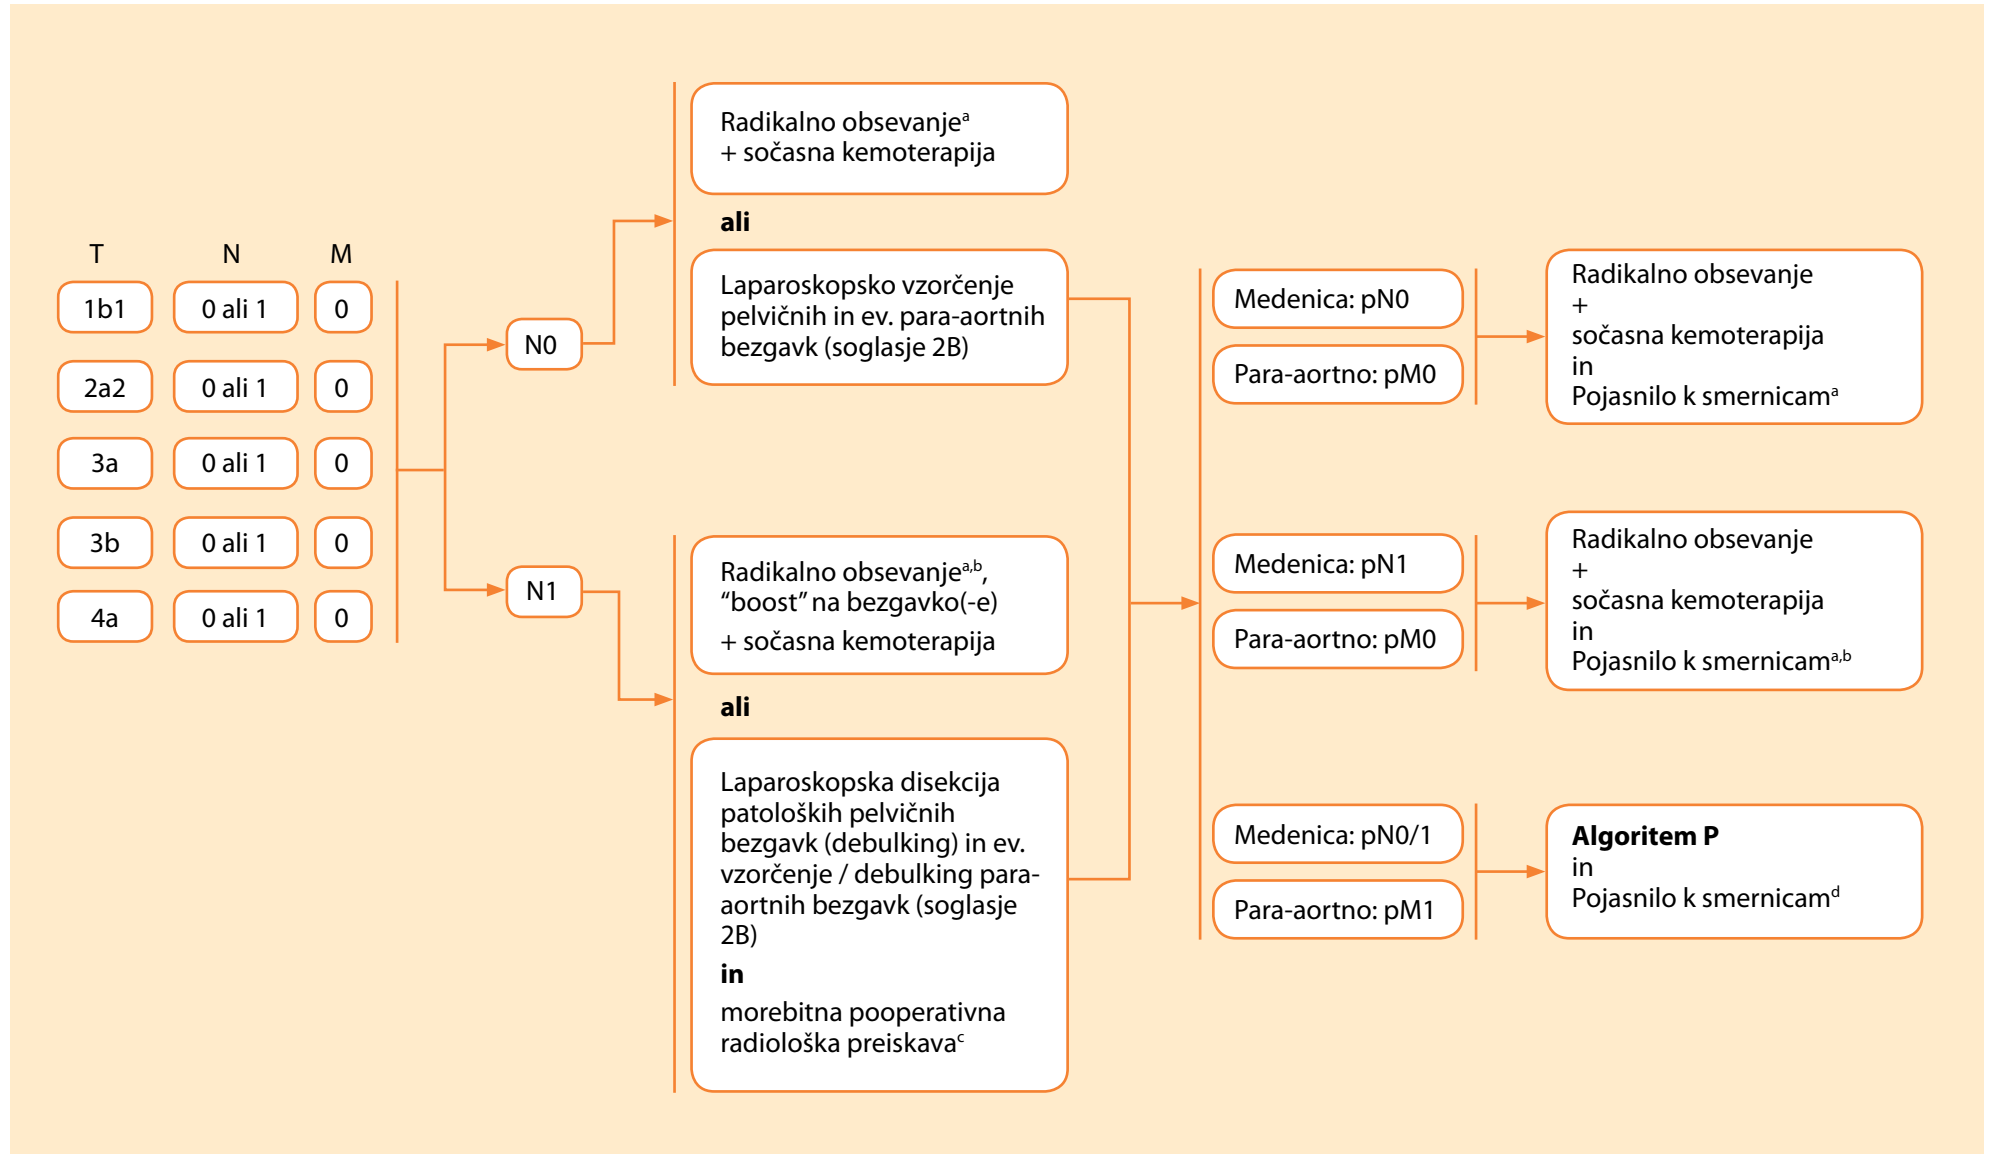 T N M
1b1 0 ali 1 0
2a2 0 ali 1 0
3a 0 ali 1 0
3b 0 ali 1 0
4a 0 ali 1 0
N0
N1
Radikalno obsevanjeᵃ
+ sočasna kemoterapija
ali
Laparoskopsko vzorčenje
pelvičnih in ev. para-aortnih
bezgavk (soglasje 2B)
Radikalno obsevanjeᵃ,ᵇ,
“boost” na bezgavko(-e)
+ sočasna kemoterapija
ali
Laparoskopska disekcija
patoloških pelvičnih
bezgavk (debulking) in ev.
vzorčenje / debulking para-
aortnih bezgavk (soglasje
2B)
in
morebitna pooperativna
radiološka preiskavaᶜ
Medenica: pN0
Para-aortno: pM0
Radikalno obsevanje
+
sočasna kemoterapija
in
Pojasnilo k smernicamᵃ
Medenica: pN1
Para-aortno: pM0
Radikalno obsevanje
+
sočasna kemoterapija
in
Pojasnilo k smernicamᵃ,ᵇ
Medenica: pN0/1
Para-aortno: pM1
Algoritem P
in
Pojasnilo k smernicamᵈ